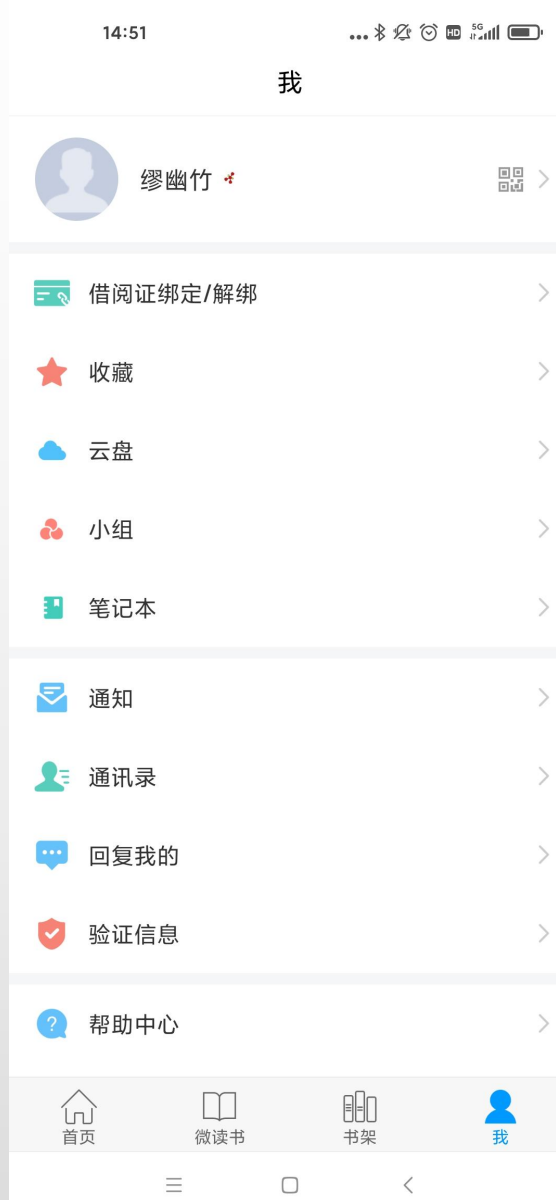 14:51
HD 5G
我
缪幽竹
借阅证绑定/解绑
收藏
云盘
小组
笔记本
通知
通讯录
回复我的
验证信息
帮助中心
首页 微读书 书架 我